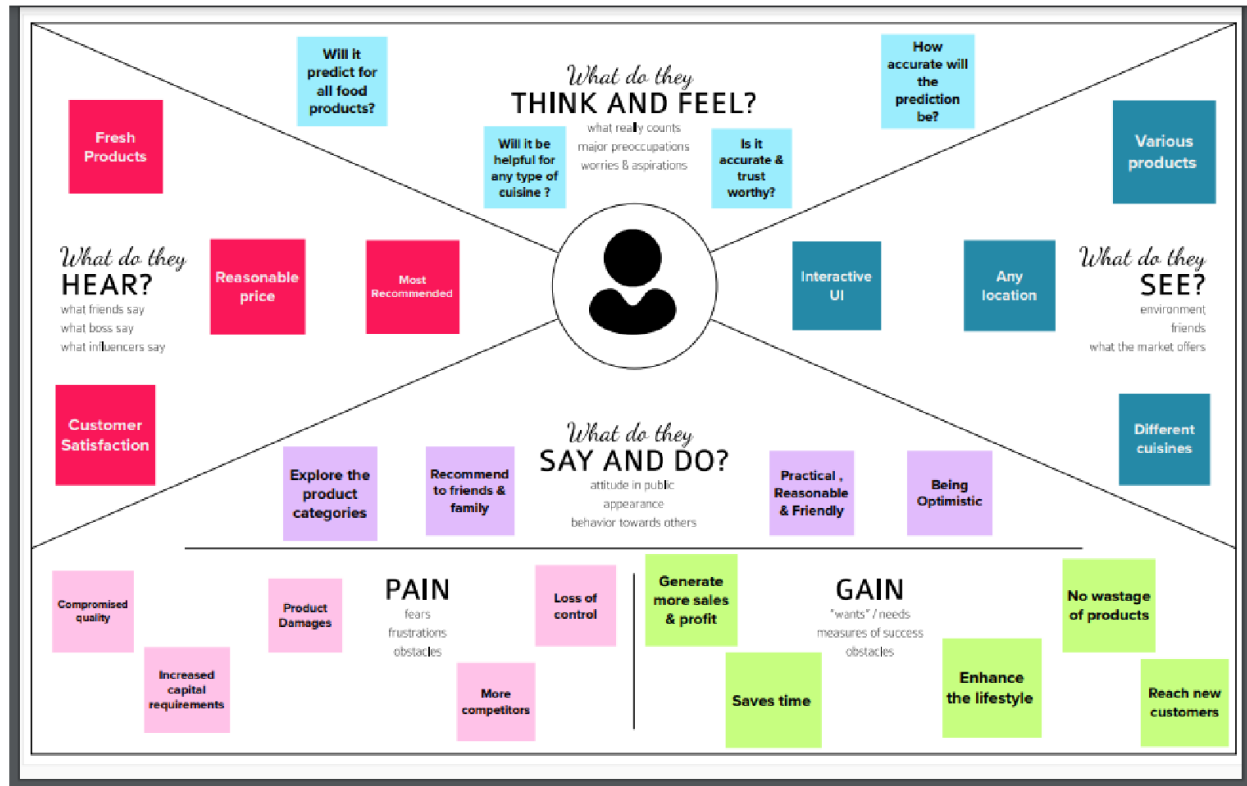 Will it
predict for
all food
products?
What do they
THINK AND FEEL?
what really counts
major preoccupations
worries & aspirations
Will it be
helpful for
any type of
cuisine ?
Is it
accurate &
trust
worthy?
How
accurate will
the
prediction
be?
Fresh
Products
What do they
HEAR?
what friends say
what boss say
what influencers say
Reasonable
price
Most
Recommended
Customer
Satisfaction
Various
products
Interactive
UI
Any
location
What do they
SEE?
environment
friends
what the market offers
Different
cuisines
What do they
SAY AND DO?
attitude in public
appearance
behavior towards others
Explore the
product
categories
Recommend
to friends &
family
Practical ,
Reasonable
& Friendly
Being
Optimistic
PAIN
fears
frustrations
obstacles
Compromised
quality
Increased
capital
requirements
Product
Damages
More
competitors
Loss of
control
GAIN
"wants" / needs
measures of success
obstacles
Generate
more sales
& profit
Saves time
Enhance
the lifestyle
No wastage
of products
Reach new
customers